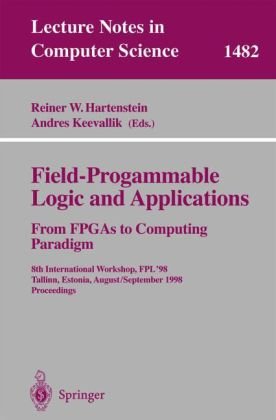 Lecture Notes in
Computer Science 1482
Reiner W. Hartenstein
Andres Keevallik (Eds.)
Field-Progammable
Logic and Applications
From FPGAs to Computing
Paradigm
8th International Workshop, FPL'98
Tallinn, Estonia, August/September 1998
Proceedings
Springer